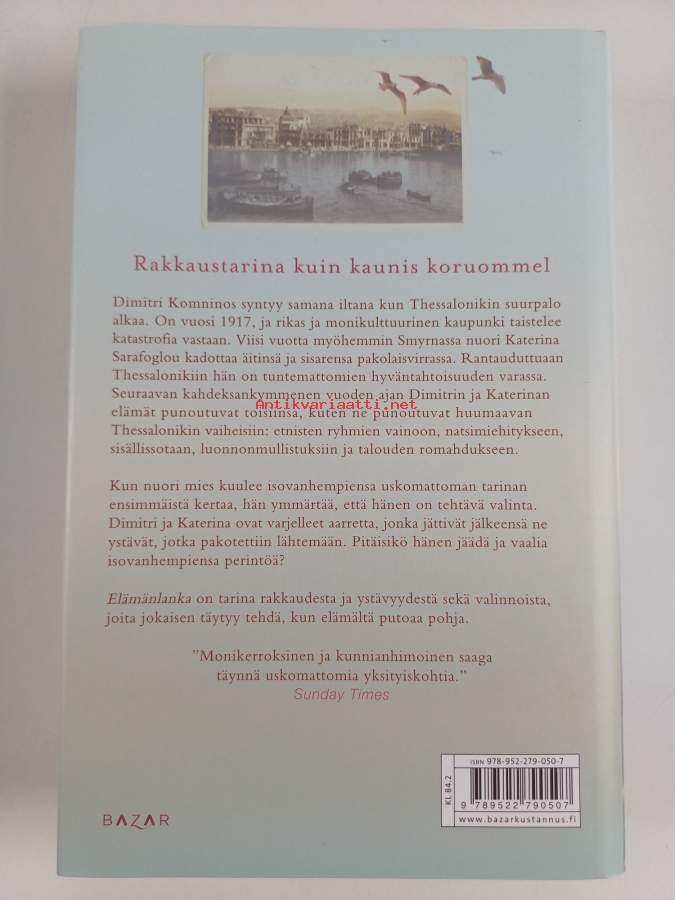 Rakkaustarina kuin kaunis koruommel
Dimitri Komninos syntyy samana iltana kun Thessalonikin suurpalo
alkaa. On vuosi 1917, ja rikas ja monikulttuurinen kaupunki taistelee
katastrofia vastaan. Viisi vuotta myöhemmin Smyrnassa nuori Katerina
Sarafoglou kadottaa äitinsä ja sisarensa pakolaisvirrassa. Rantauduttuaan
Thessalonikiin hän on tuntemattomien hyväntahtoisuuden varassa.
Seuraavan kahdeksankymmenen vuoden ajan Dimitrin ja Katerinan
Antikvariaatti.net
elämät punoutuvat toisiinsa, kuten ne punoutuvat huumaavan
Thessalonikin vaiheisiin: etnisten ryhmien vainoon, natsimiehitykseen,
sisällissotaan, luonnonmullistuksiin ja talouden romahdukseen.
Kun nuori mies kuulee isovanhempiensa uskomattoman tarinan
ensimmäistä kertaa, hän ymmärtää, että hänen on tehtävä valinta.
Dimitri ja Katerina ovat varjelleet aarretta, jonka jättivät jälkeensä ne
ystävät, jotka pakotettiin lähtemään. Pitäisikö hänen jäädä ja vaalia
isovanhempiensa perintöä?
Elämänlanka on tarina rakkaudesta ja ystävyydestä sekä valinnoista,
joita jokaisen täytyy tehdä, kun elämältä putoaa pohja.
”Monikerroksinen ja kunnianhimoinen saaga
täynnä uskomattomia yksityiskohtia.”
Sunday Times
KL 84.2
ISBN 978-952-279-050-7
9 789522 790507
www.bazarkustannus.fi
BAZAR